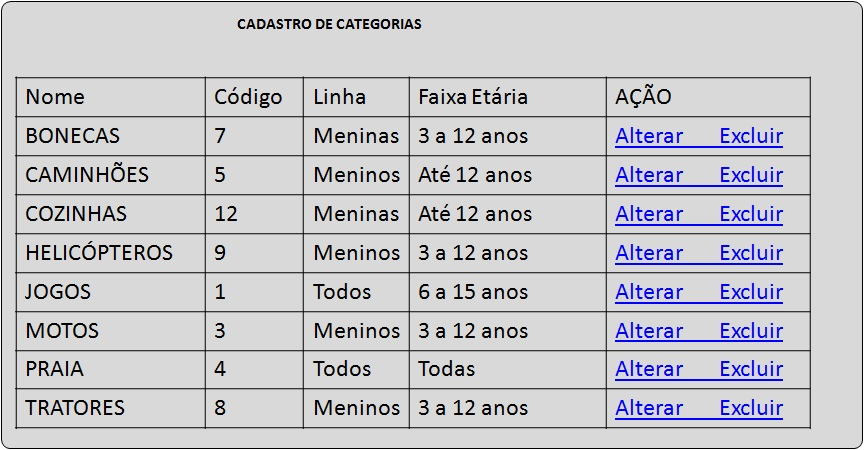 CADASTRO DE CATEGORIAS
Nome Código Linha Faixa Etária AÇÃO
BONECAS 7 Meninas 3 a 12 anos Alterar Excluir
CAMINHÕES 5 Meninos Até 12 anos Alterar Excluir
COZINHAS 12 Meninas Até 12 anos Alterar Excluir
HELICÓPTEROS 9 Meninos 3 a 12 anos Alterar Excluir
JOGOS 1 Todos 6 a 15 anos Alterar Excluir
MOTOS 3 Meninos 3 a 12 anos Alterar Excluir
PRAIA 4 Todos Todas Alterar Excluir
TRATORES 8 Meninos 3 a 12 anos Alterar Excluir